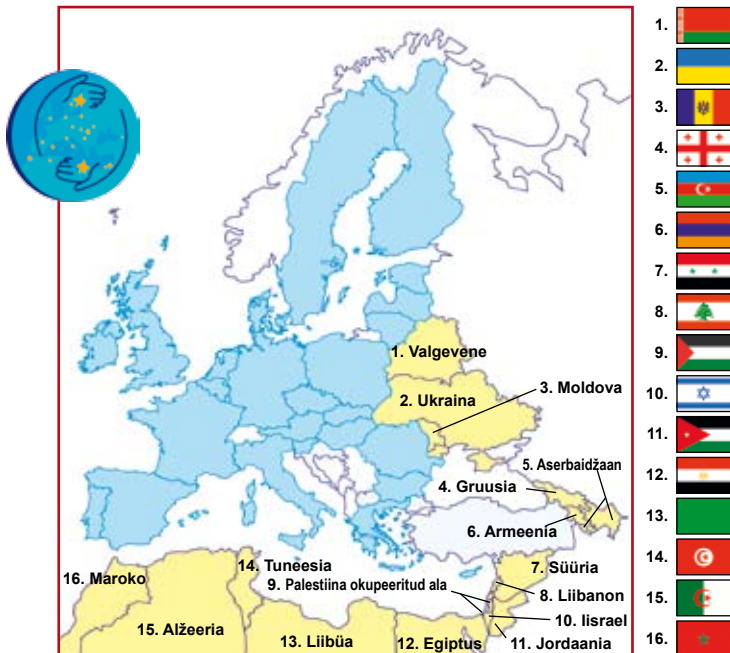 1. Valgevene
2. Ukraina
3. Moldova
4. Gruusia
5. Aserbaidžaan
6. Armeenia
7. Süüria
8. Liibanon
9. Palestiina okupeeritud ala
10. Iisrael
11. Jordaania
12. Egiptus
13. Liibüa
14. Tuneesia
15. Alžeeria
16. Maroko
1.
2.
3.
4.
5.
6.
7.
8.
9.
10.
11.
12.
13.
14.
15.
16.